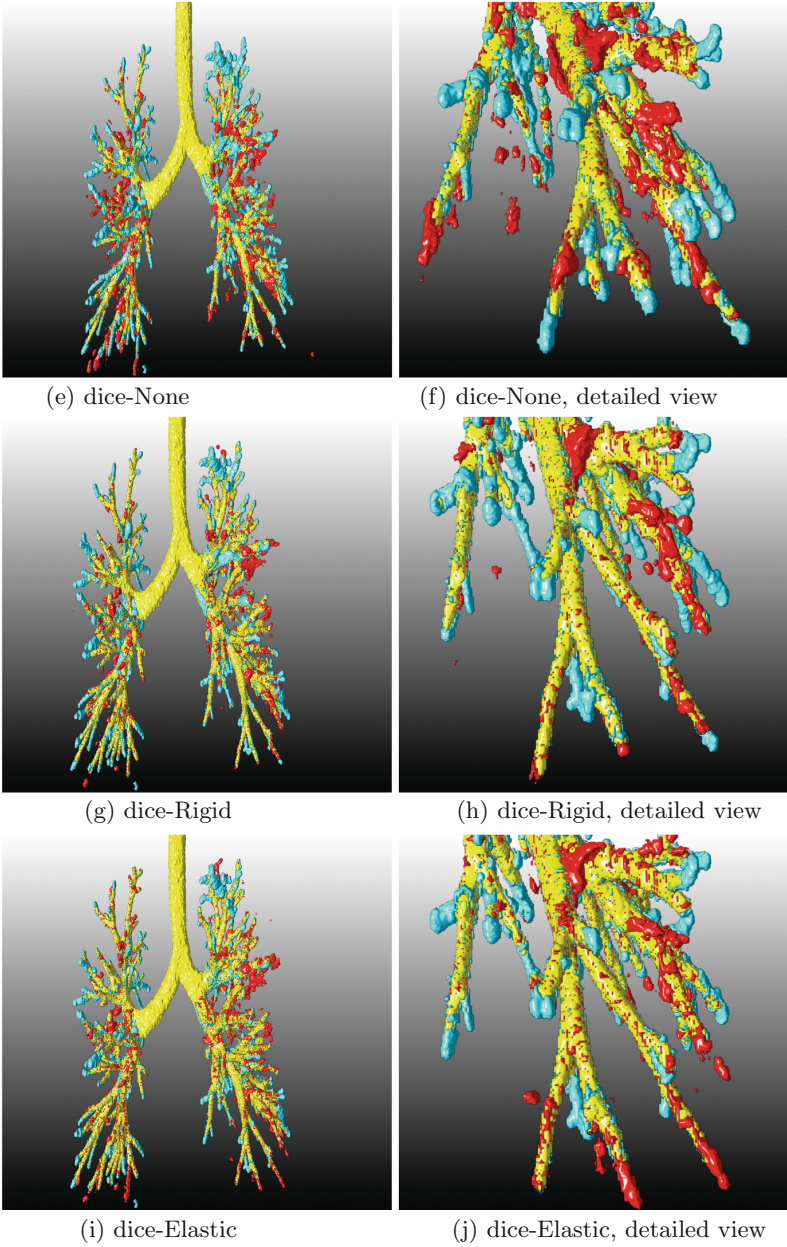 (e) dice-None
(f) dice-None, detailed view
(g) dice-Rigid
(h) dice-Rigid, detailed view
(i) dice-Elastic
(j) dice-Elastic, detailed view